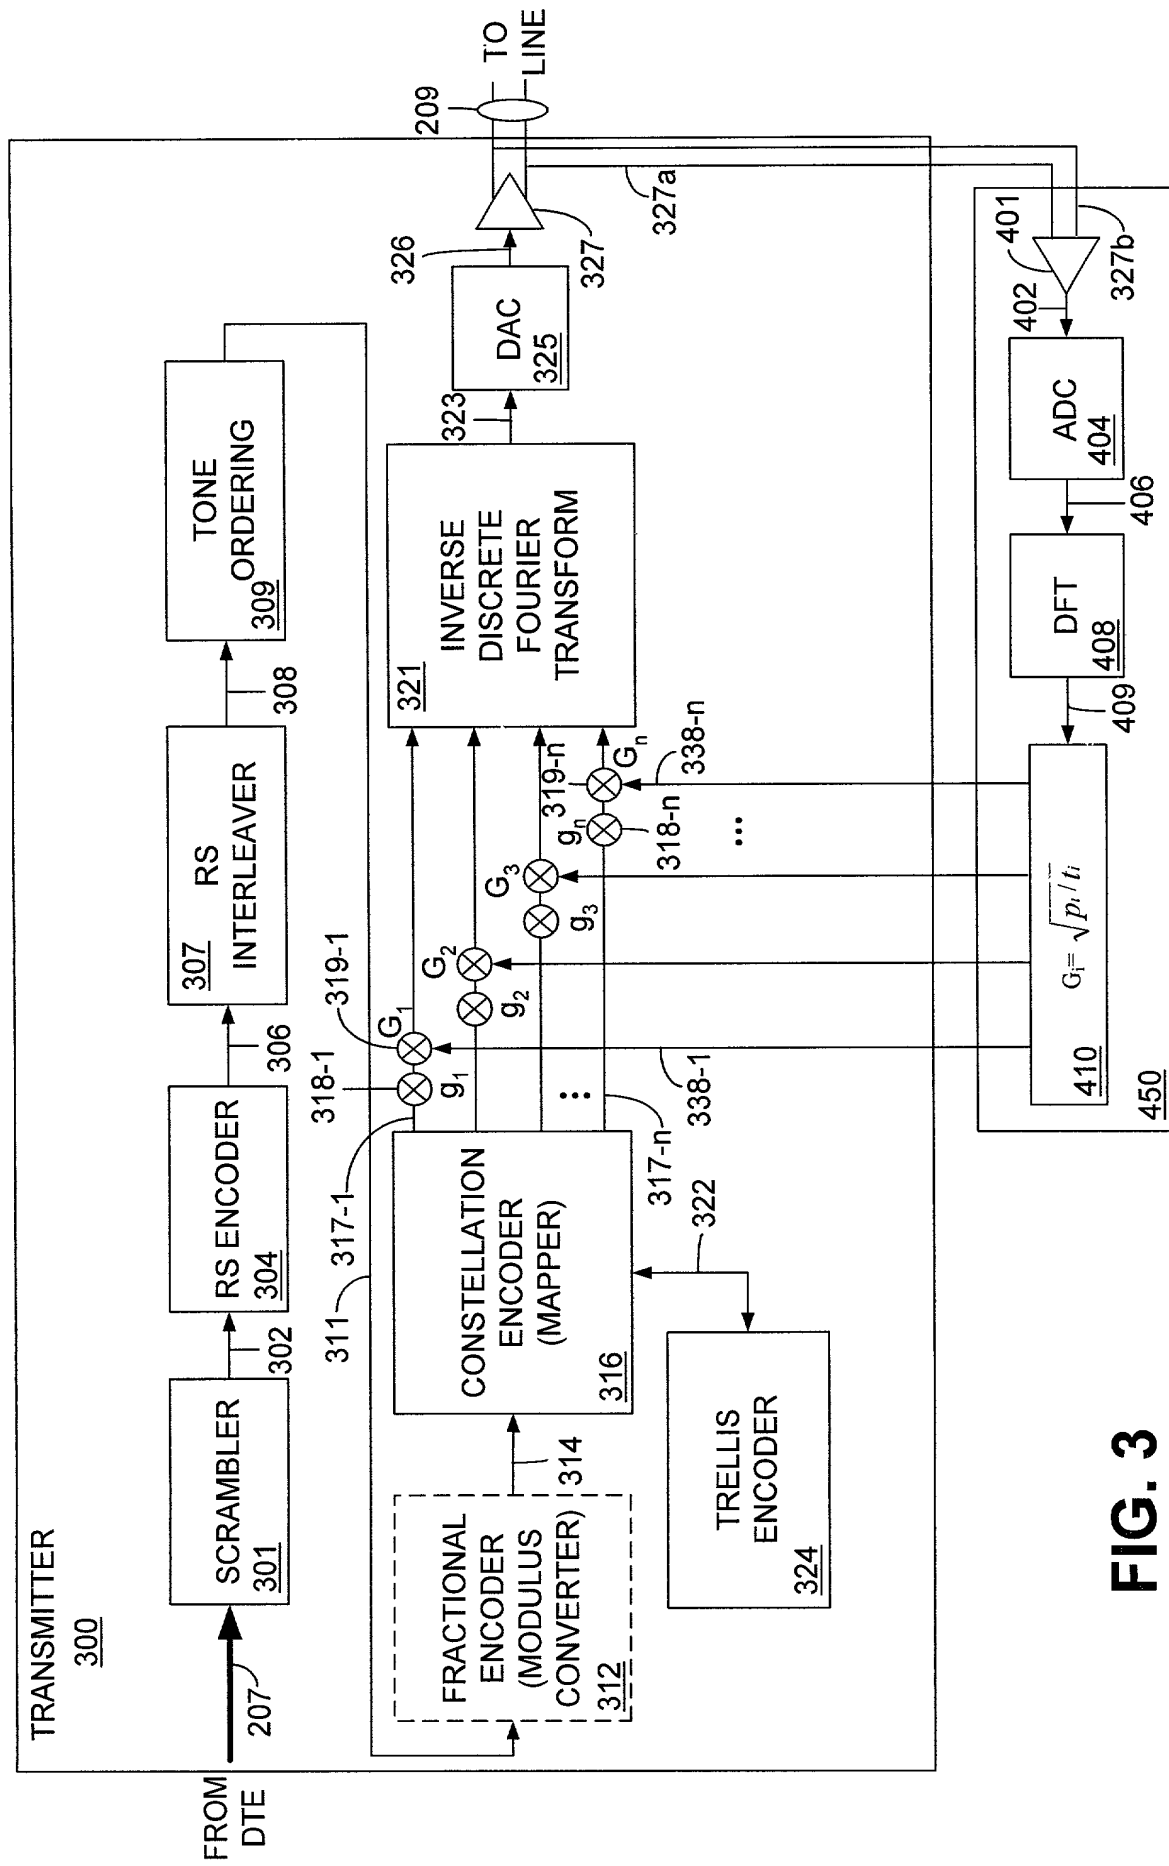 TRANSMITTER
300
FROM
DTE
207
SCRAMBLER
301
302
RS ENCODER
304
306
RS
INTERLEAVER
307
308
TONE
ORDERING
309
311
FRACTIONAL
ENCODER
(MODULUS
CONVERTER)
312
314
CONSTELLATION
ENCODER
(MAPPER)
316
322
TRELLIS
ENCODER
324
317-1
317-n
318-1
319-1
g1
G1
g2
G2
g3
G3
gn
Gn
318-n
319-n
338-1
338-n
...
...
INVERSE
DISCRETE
FOURIER
TRANSFORM
321
323
DAC
325
326
327
209
TO
LINE
327a
327b
401
402
ADC
404
406
DFT
408
409
Gi= √pi / ti
410
450
FIG. 3